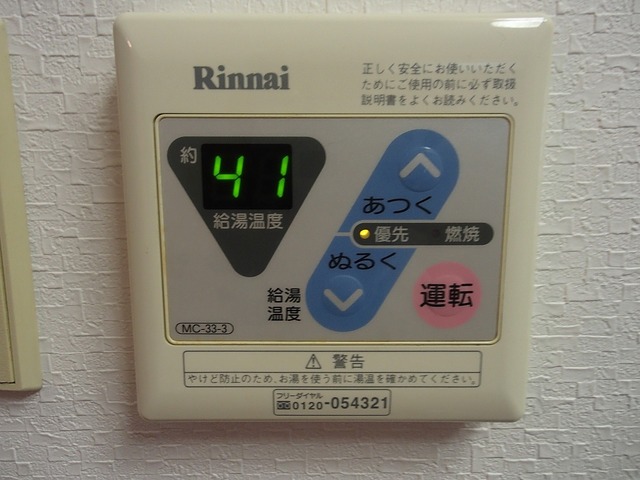 Rinnai
正しく安全にお使いいただく
ためにご使用の前に必ず取扱
説明書をよくお読みください。
約 41
給湯温度
あつく
優先 燃焼
ぬるく
給湯
温度
運転
MC-33-3
⚠ 警告
やけど防止のため、お湯を使う前に湯温を確かめてください。
フリーダイヤル
0120-054321